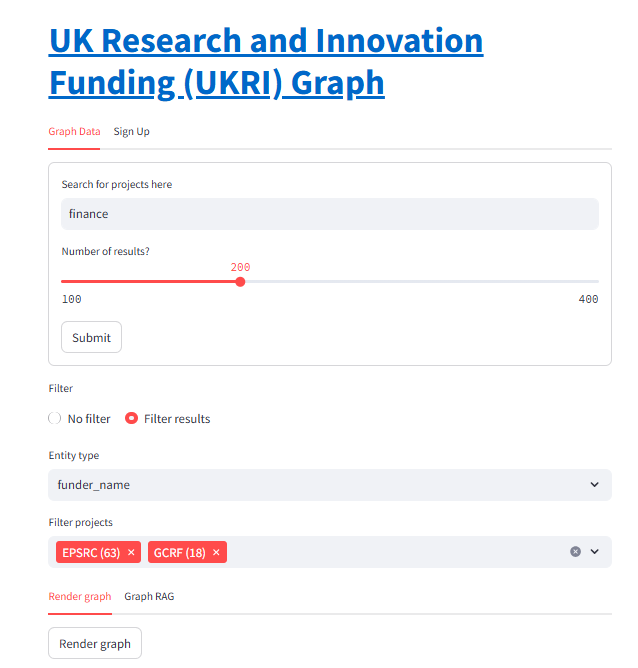 UK Research and Innovation
Funding (UKRI) Graph
Graph Data Sign Up
Search for projects here
finance
Number of results?
200
100 400
Submit
Filter
No filter Filter results
Entity type
funder_name
Filter projects
EPSRC (63) × GCRF (18) ×
Render graph Graph RAG
Render graph